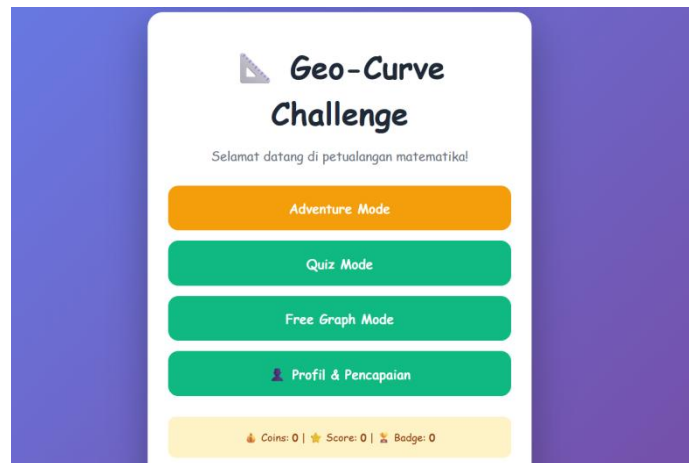 📐 Geo-Curve
Challenge
Selamat datang di petualangan matematika!
Adventure Mode
Quiz Mode
Free Graph Mode
👤 Profil & Pencapaian
💰 Coins: 0 | ⭐ Score: 0 | 🏅 Badge: 0